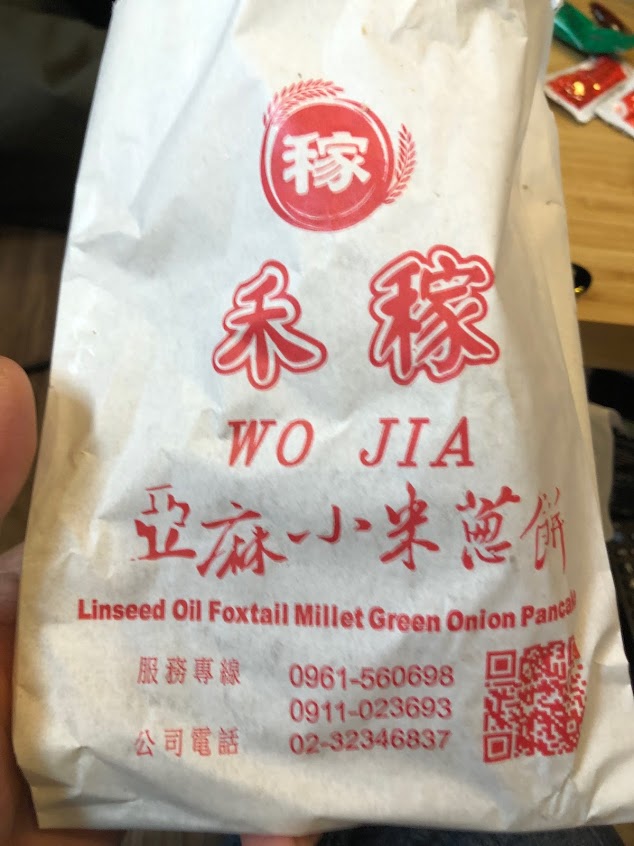 稼
禾稼
WO JIA
亞麻小米蔥餅
Linseed Oil Foxtail Millet Green Onion Pancake
服務專線 0961-560698
0911-023693
公司電話 02-32346837